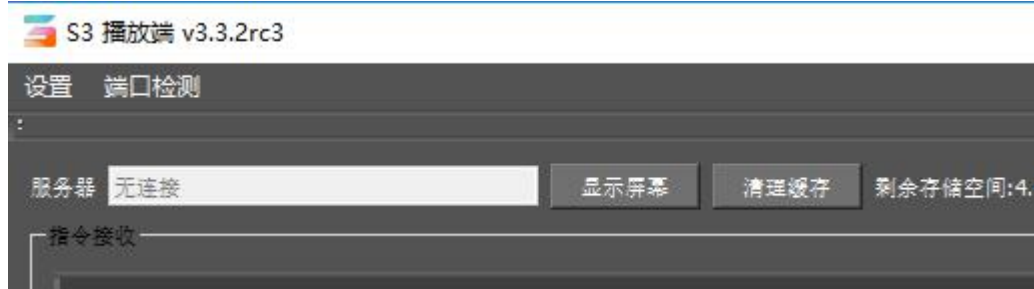 S3 播放端 v3.3.2rc3
设置 端口检测
:
服务器 无连接 显示屏幕 清理缓存 剩余存储空间:4.
指令接收